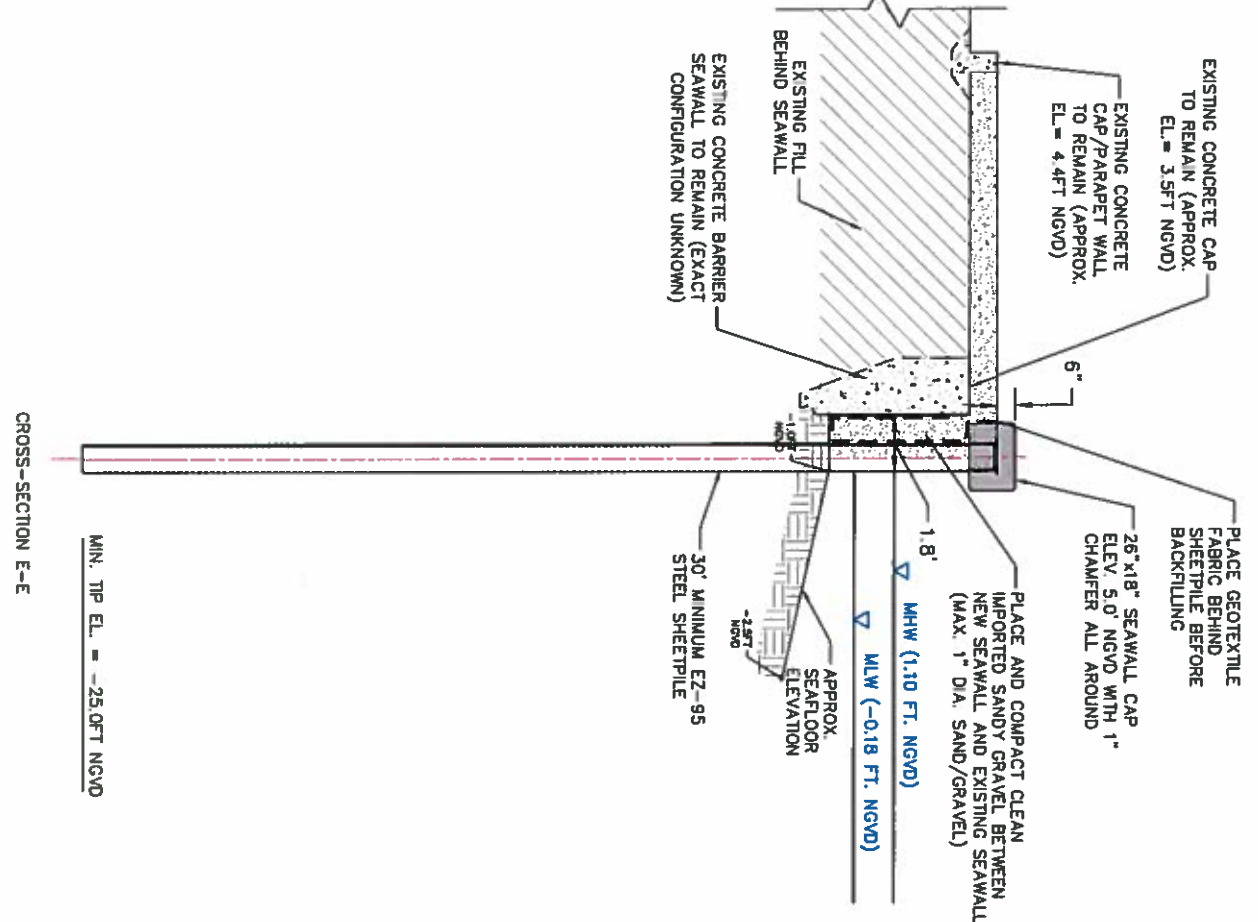 EXISTING CONCRETE CAP
TO REMAIN (APPROX.
EL.= 3.5FT NGVD)
EXISTING CONCRETE
CAP/PARAPET WALL
TO REMAIN (APPROX.
EL.= 4.4FT NGVD)
EXISTING FILL
BEHIND SEAWALL
EXISTING CONCRETE BARRIER
SEAWALL TO REMAIN (EXACT
CONFIGURATION UNKNOWN)
6"
PLACE GEOTEXTILE
FABRIC BEHIND
SHEETPILE BEFORE
BACKFILLING
26"x18" SEAWALL CAP
ELEV. 5.0' NGVD WITH 1"
CHAMFER ALL AROUND
PLACE AND COMPACT CLEAN
IMPORTED SANDY GRAVEL BETWEEN
NEW SEAWALL AND EXISTING SEAWALL
(MAX. 1" DIA. SAND/GRAVEL)
1.8'
MHW (1.10 FT. NGVD)
MLW (-0.18 FT. NGVD)
APPROX.
SEAFLOOR
ELEVATION
-1.0FT
NGVD
-2.5FT
NGVD
30' MINIMUM EZ-95
STEEL SHEETPILE
MIN. TIP EL. = -25.0FT NGVD
CROSS-SECTION E-E